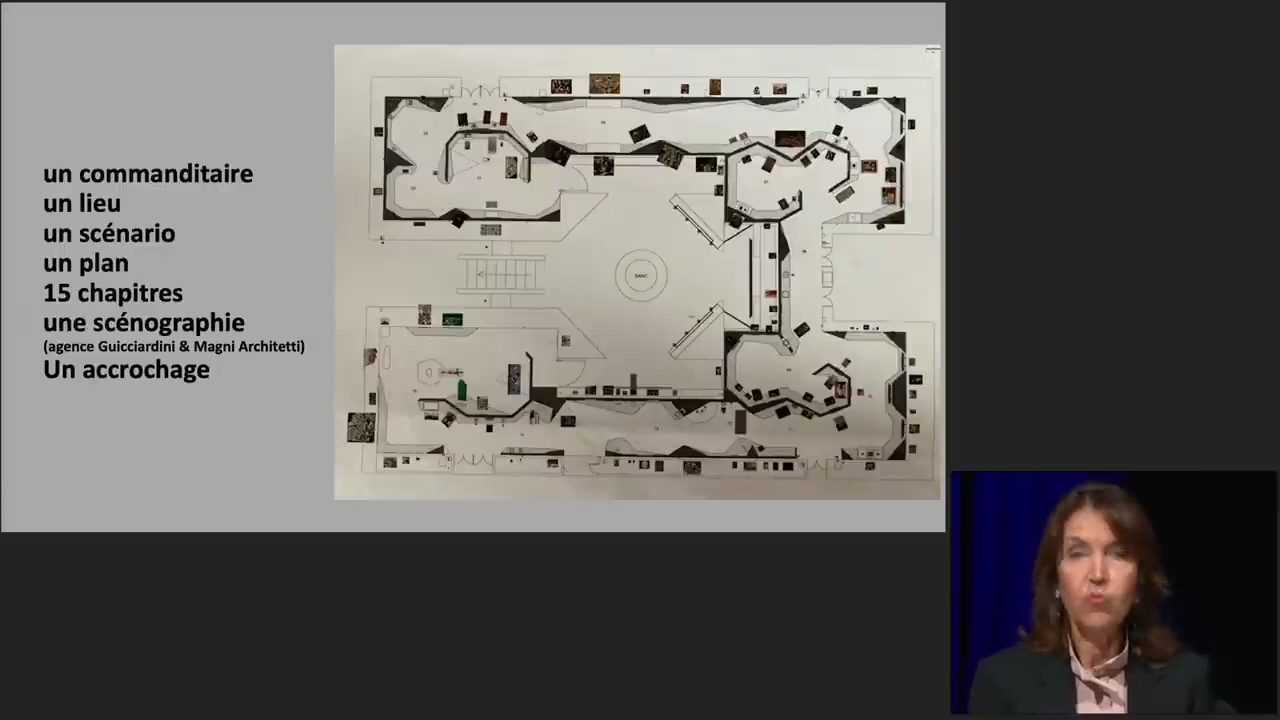 un commanditaire
un lieu
un scénario
un plan
15 chapitres
une scénographie
(agence Guicciardini & Magni Architetti)
Un accrochage